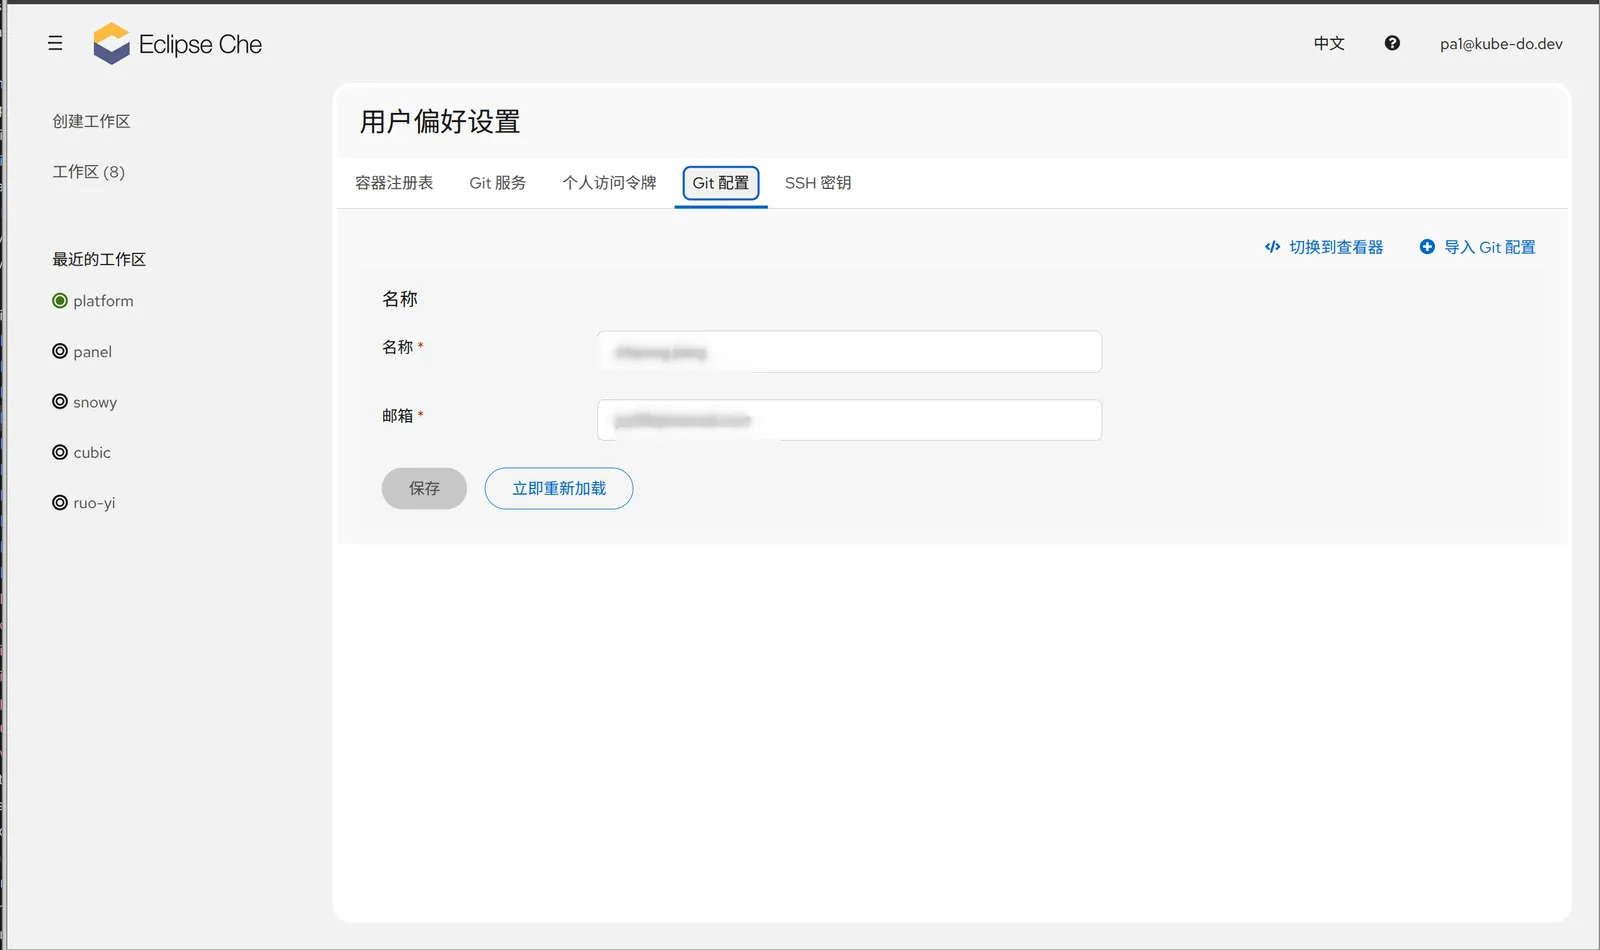 Eclipse Che
中文
pa1@kube-do.dev
创建工作区
工作区 (8)
最近的工作区
platform
panel
snowy
cubic
ruo-yi
用户偏好设置
容器注册表
Git 服务
个人访问令牌
Git 配置
SSH 密钥
切换到查看器
导入 Git 配置
名称
名称 *
邮箱 *
保存
立即重新加载